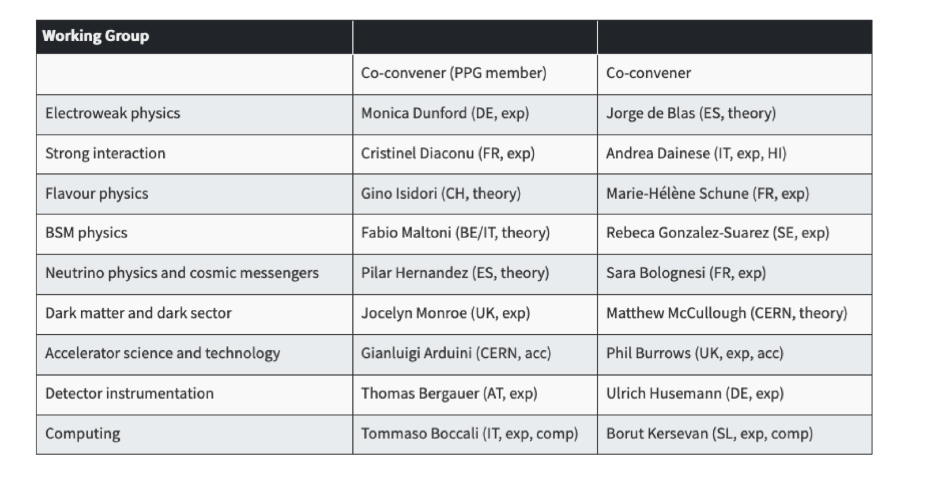 Working Group
Co-convener (PPG member) Co-convener
Electroweak physics Monica Dunford (DE, exp) Jorge de Blas (ES, theory)
Strong interaction Cristinel Diaconu (FR, exp) Andrea Dainese (IT, exp, HI)
Flavour physics Gino Isidori (CH, theory) Marie-Hélène Schune (FR, exp)
BSM physics Fabio Maltoni (BE/IT, theory) Rebeca Gonzalez-Suarez (SE, exp)
Neutrino physics and cosmic messengers Pilar Hernandez (ES, theory) Sara Bolognesi (FR, exp)
Dark matter and dark sector Jocelyn Monroe (UK, exp) Matthew McCullough (CERN, theory)
Accelerator science and technology Gianluigi Arduini (CERN, acc) Phil Burrows (UK, exp, acc)
Detector instrumentation Thomas Bergauer (AT, exp) Ulrich Husemann (DE, exp)
Computing Tommaso Boccali (IT, exp, comp) Borut Kersevan (SL, exp, comp)